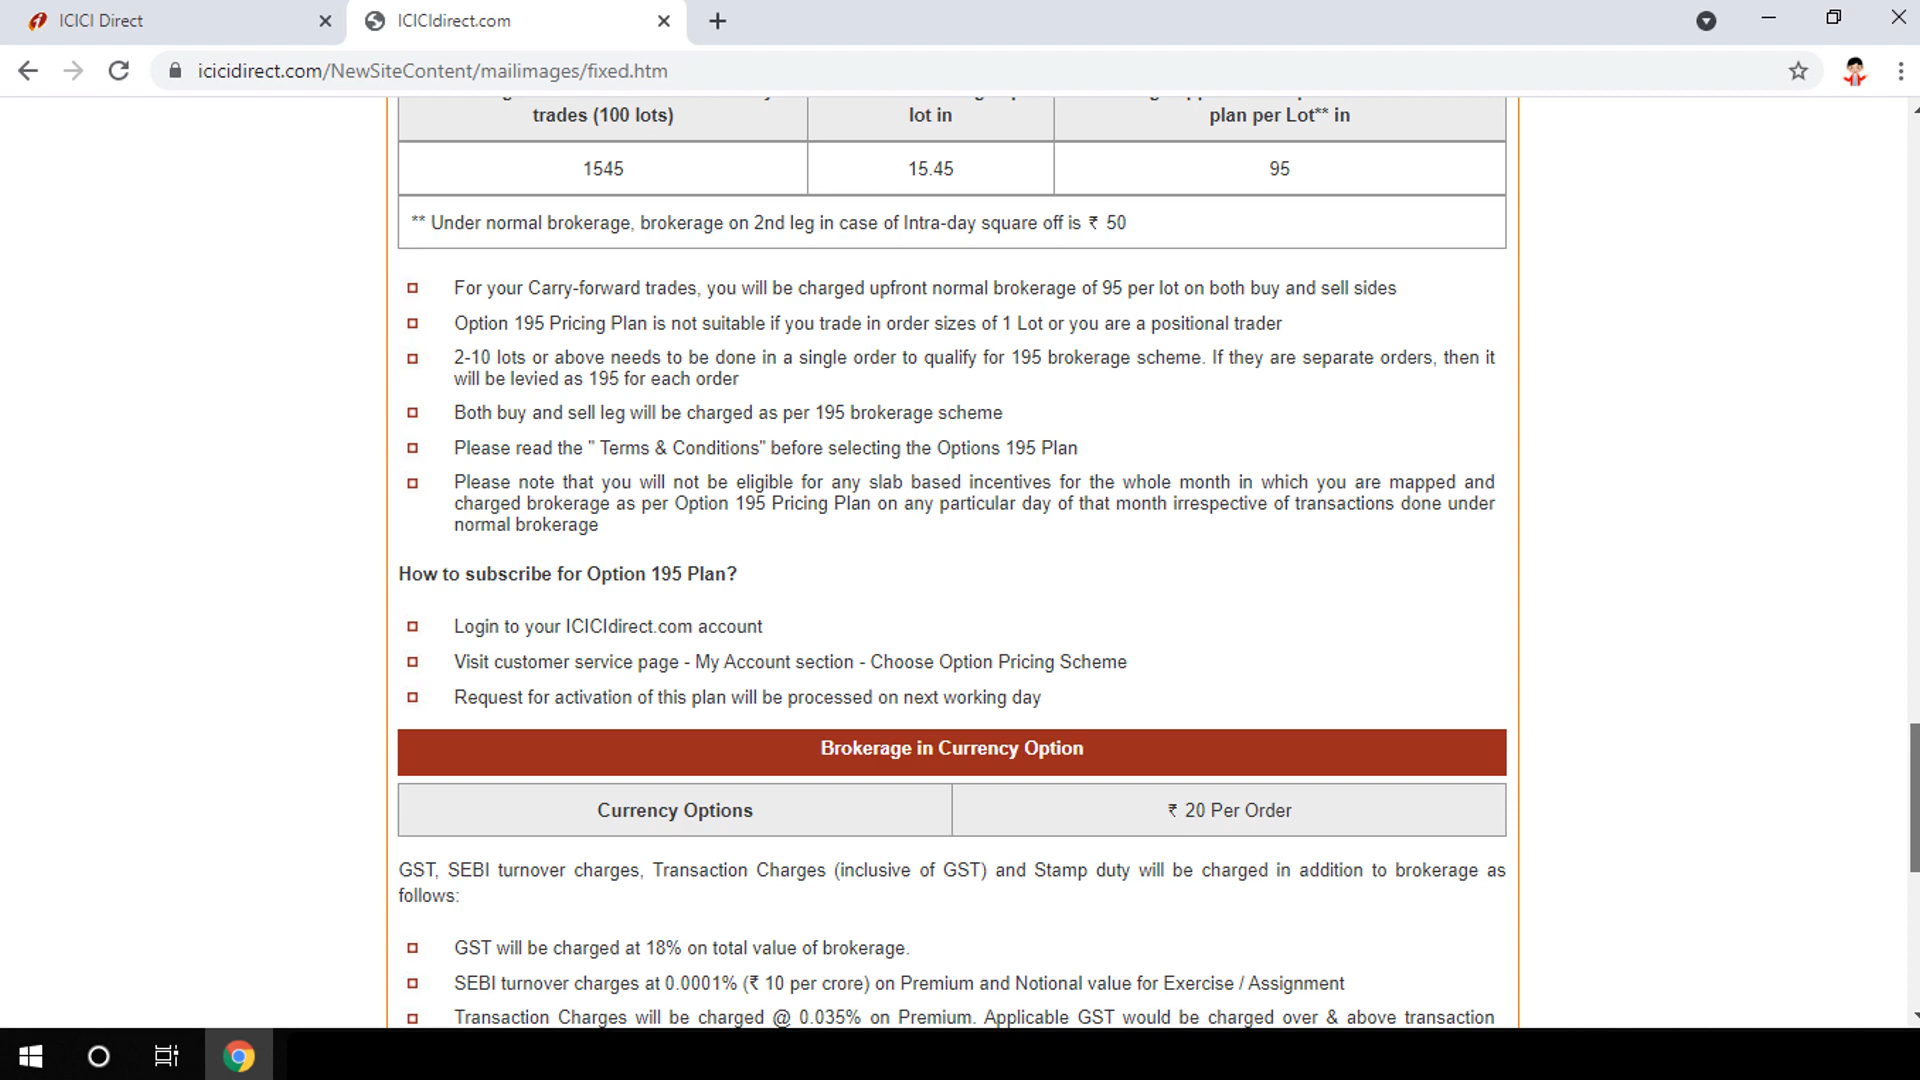 ICICI Direct
ICICIdirect.com
icicidirect.com/NewSiteContent/mailimages/fixed.htm
trades (100 lots)
lot in
plan per Lot** in
1545
15.45
95
** Under normal brokerage, brokerage on 2nd leg in case of Intra-day square off is ₹ 50
For your Carry-forward trades, you will be charged upfront normal brokerage of 95 per lot on both buy and sell sides
Option 195 Pricing Plan is not suitable if you trade in order sizes of 1 Lot or you are a positional trader
2-10 lots or above needs to be done in a single order to qualify for 195 brokerage scheme. If they are separate orders, then it
will be levied as 195 for each order
Both buy and sell leg will be charged as per 195 brokerage scheme
Please read the " Terms & Conditions" before selecting the Options 195 Plan
Please note that you will not be eligible for any slab based incentives for the whole month in which you are mapped and
charged brokerage as per Option 195 Pricing Plan on any particular day of that month irrespective of transactions done under
normal brokerage
How to subscribe for Option 195 Plan?
Login to your ICICIdirect.com account
Visit customer service page - My Account section - Choose Option Pricing Scheme
Request for activation of this plan will be processed on next working day
Brokerage in Currency Option
Currency Options
₹ 20 Per Order
GST, SEBI turnover charges, Transaction Charges (inclusive of GST) and Stamp duty will be charged in addition to brokerage as
follows:
GST will be charged at 18% on total value of brokerage.
SEBI turnover charges at 0.0001% (₹ 10 per crore) on Premium and Notional value for Exercise / Assignment
Transaction Charges will be charged @ 0.035% on Premium. Applicable GST would be charged over & above transaction